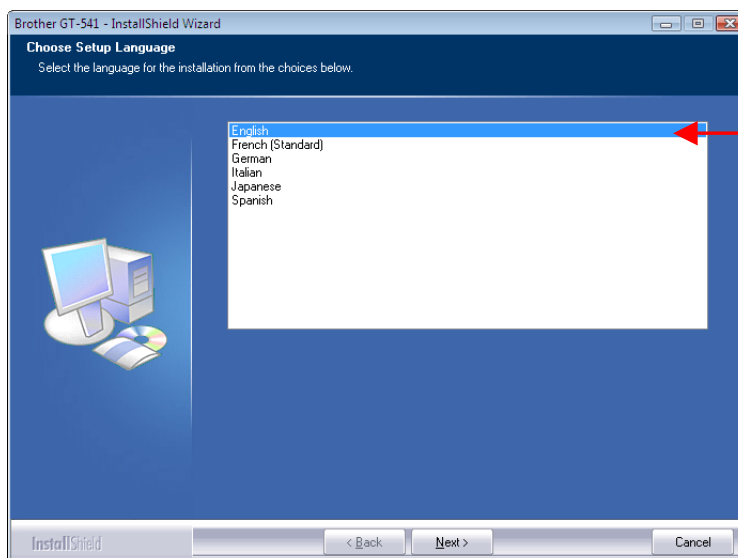 Brother GT-541 - InstallShield Wizard
Choose Setup Language
Select the language for the installation from the choices below.
English
French (Standard)
German
Italian
Japanese
Spanish
InstallShield
< Back
Next >
Cancel